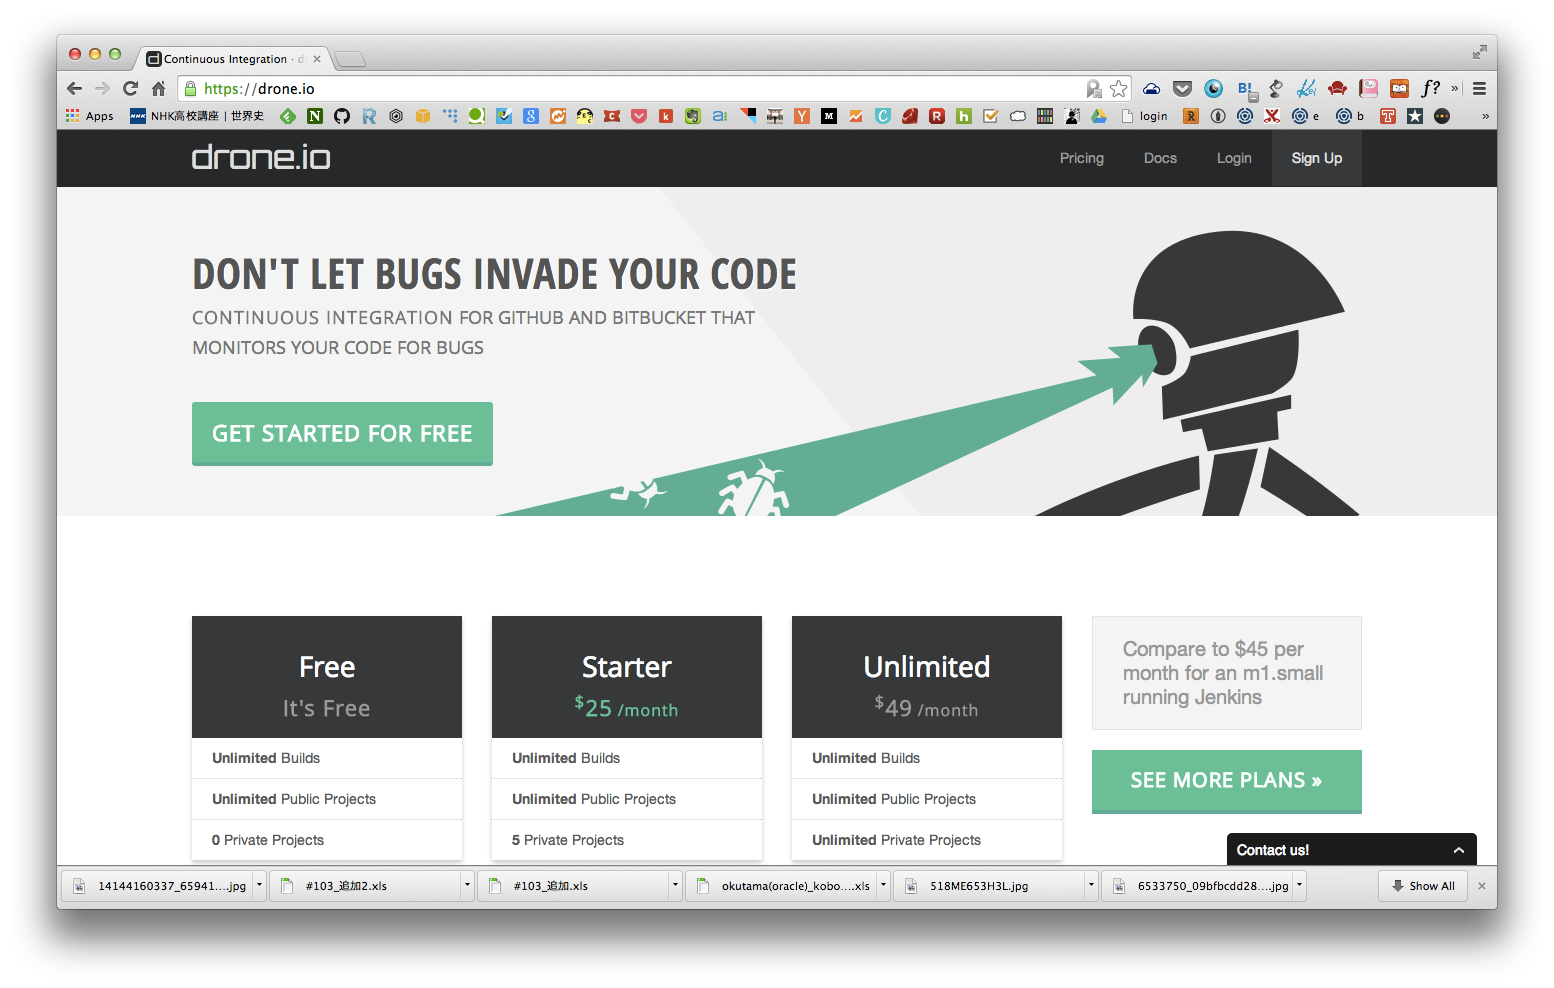 Continuous Integration · d
https://drone.io
Apps
NHK高校講座 | 世界史
login
e
b
drone.io
Pricing
Docs
Login
Sign Up
DON'T LET BUGS INVADE YOUR CODE
CONTINUOUS INTEGRATION FOR GITHUB AND BITBUCKET THAT
MONITORS YOUR CODE FOR BUGS
GET STARTED FOR FREE
Free
It's Free
Unlimited Builds
Unlimited Public Projects
0 Private Projects
Starter
$25 /month
Unlimited Builds
Unlimited Public Projects
5 Private Projects
Unlimited
$49 /month
Unlimited Builds
Unlimited Public Projects
Unlimited Private Projects
Compare to $45 per
month for an m1.small
running Jenkins
SEE MORE PLANS »
Contact us!
14144160337_65941....jpg
#103_追加2.xls
#103_追加.xls
okutama(oracle)_kobo....xls
518ME653H3L.jpg
6533750_09bfbcdd28....jpg
Show All